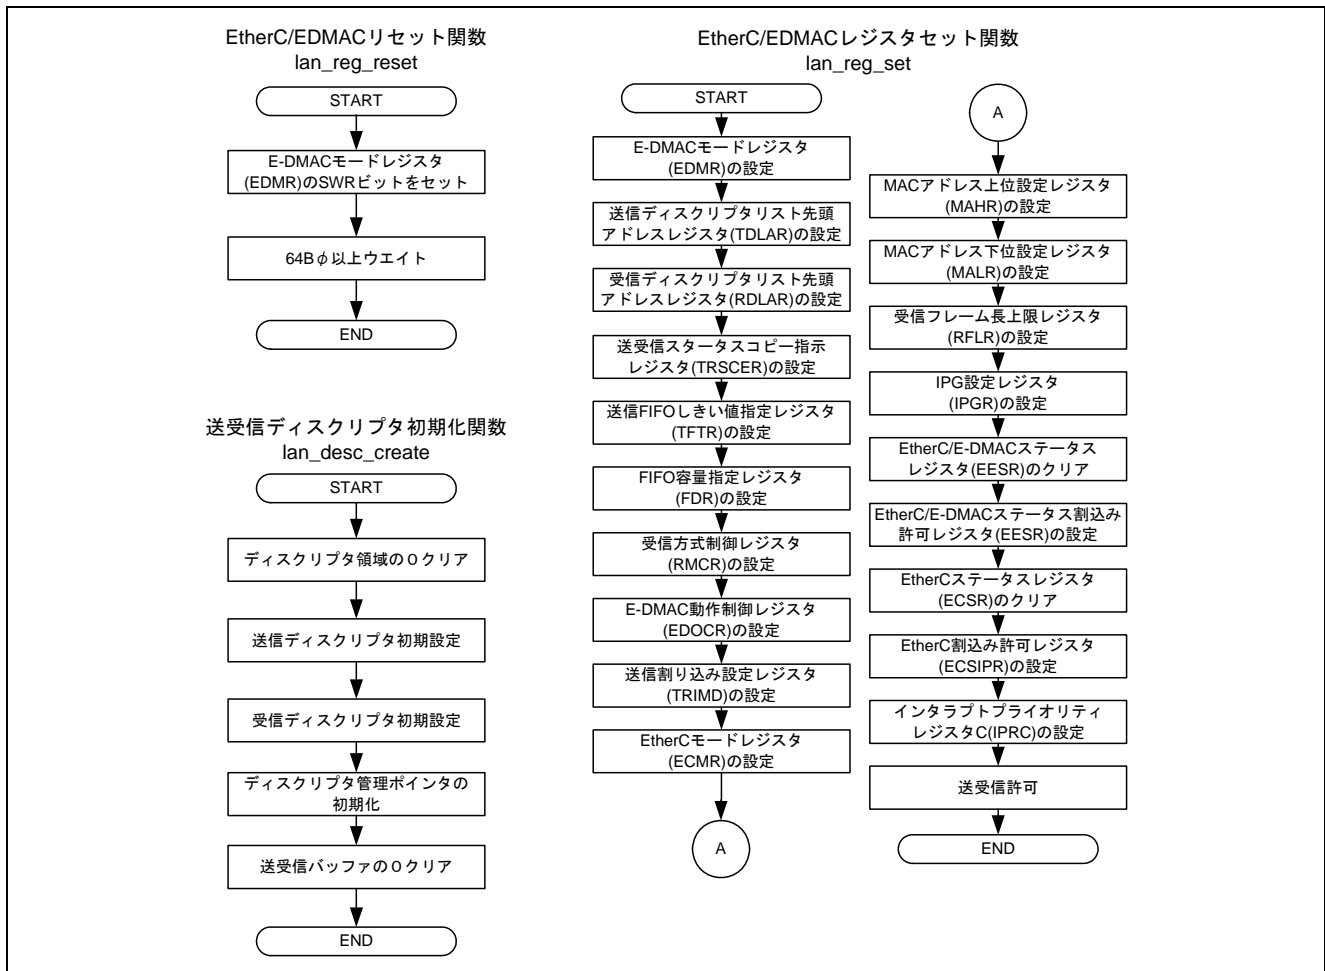 EtherC/EDMACリセット関数
lan_reg_reset
START
E-DMACモードレジスタ
(EDMR)のSWRビットをセット
64Bφ以上ウエイト
END
送受信ディスクリプタ初期化関数
lan_desc_create
START
ディスクリプタ領域の0クリア
送信ディスクリプタ初期設定
受信ディスクリプタ初期設定
ディスクリプタ管理ポインタの
初期化
送受信バッファの0クリア
END
EtherC/EDMACレジスタセット関数
lan_reg_set
START
E-DMACモードレジスタ
(EDMR)の設定
送信ディスクリプタリスト先頭
アドレスレジスタ(TDLAR)の設定
受信ディスクリプタリスト先頭
アドレスレジスタ(RDLAR)の設定
送受信スタータスコピー指示
レジスタ(TRSCER)の設定
送信FIFOしきい値指定レジスタ
(TFTR)の設定
FIFO容量指定レジスタ
(FDR)の設定
受信方式制御レジスタ
(RMCR)の設定
E-DMAC動作制御レジスタ
(EDOCR)の設定
送信割り込み設定レジスタ
(TRIMD)の設定
EtherCモードレジスタ
(ECMR)の設定
A
A
MACアドレス上位設定レジスタ
(MAHR)の設定
MACアドレス下位設定レジスタ
(MALR)の設定
受信フレーム長上限レジスタ
(RFLR)の設定
IPG設定レジスタ
(IPGR)の設定
EtherC/E-DMACステータス
レジスタ(EESR)のクリア
EtherC/E-DMACステータス割込み
許可レジスタ(EESR)の設定
EtherCステータスレジスタ
(ECSR)のクリア
EtherC割込み許可レジスタ
(ECSIPR)の設定
インタラプトプライオリティ
レジスタC(IPRC)の設定
送受信許可
END